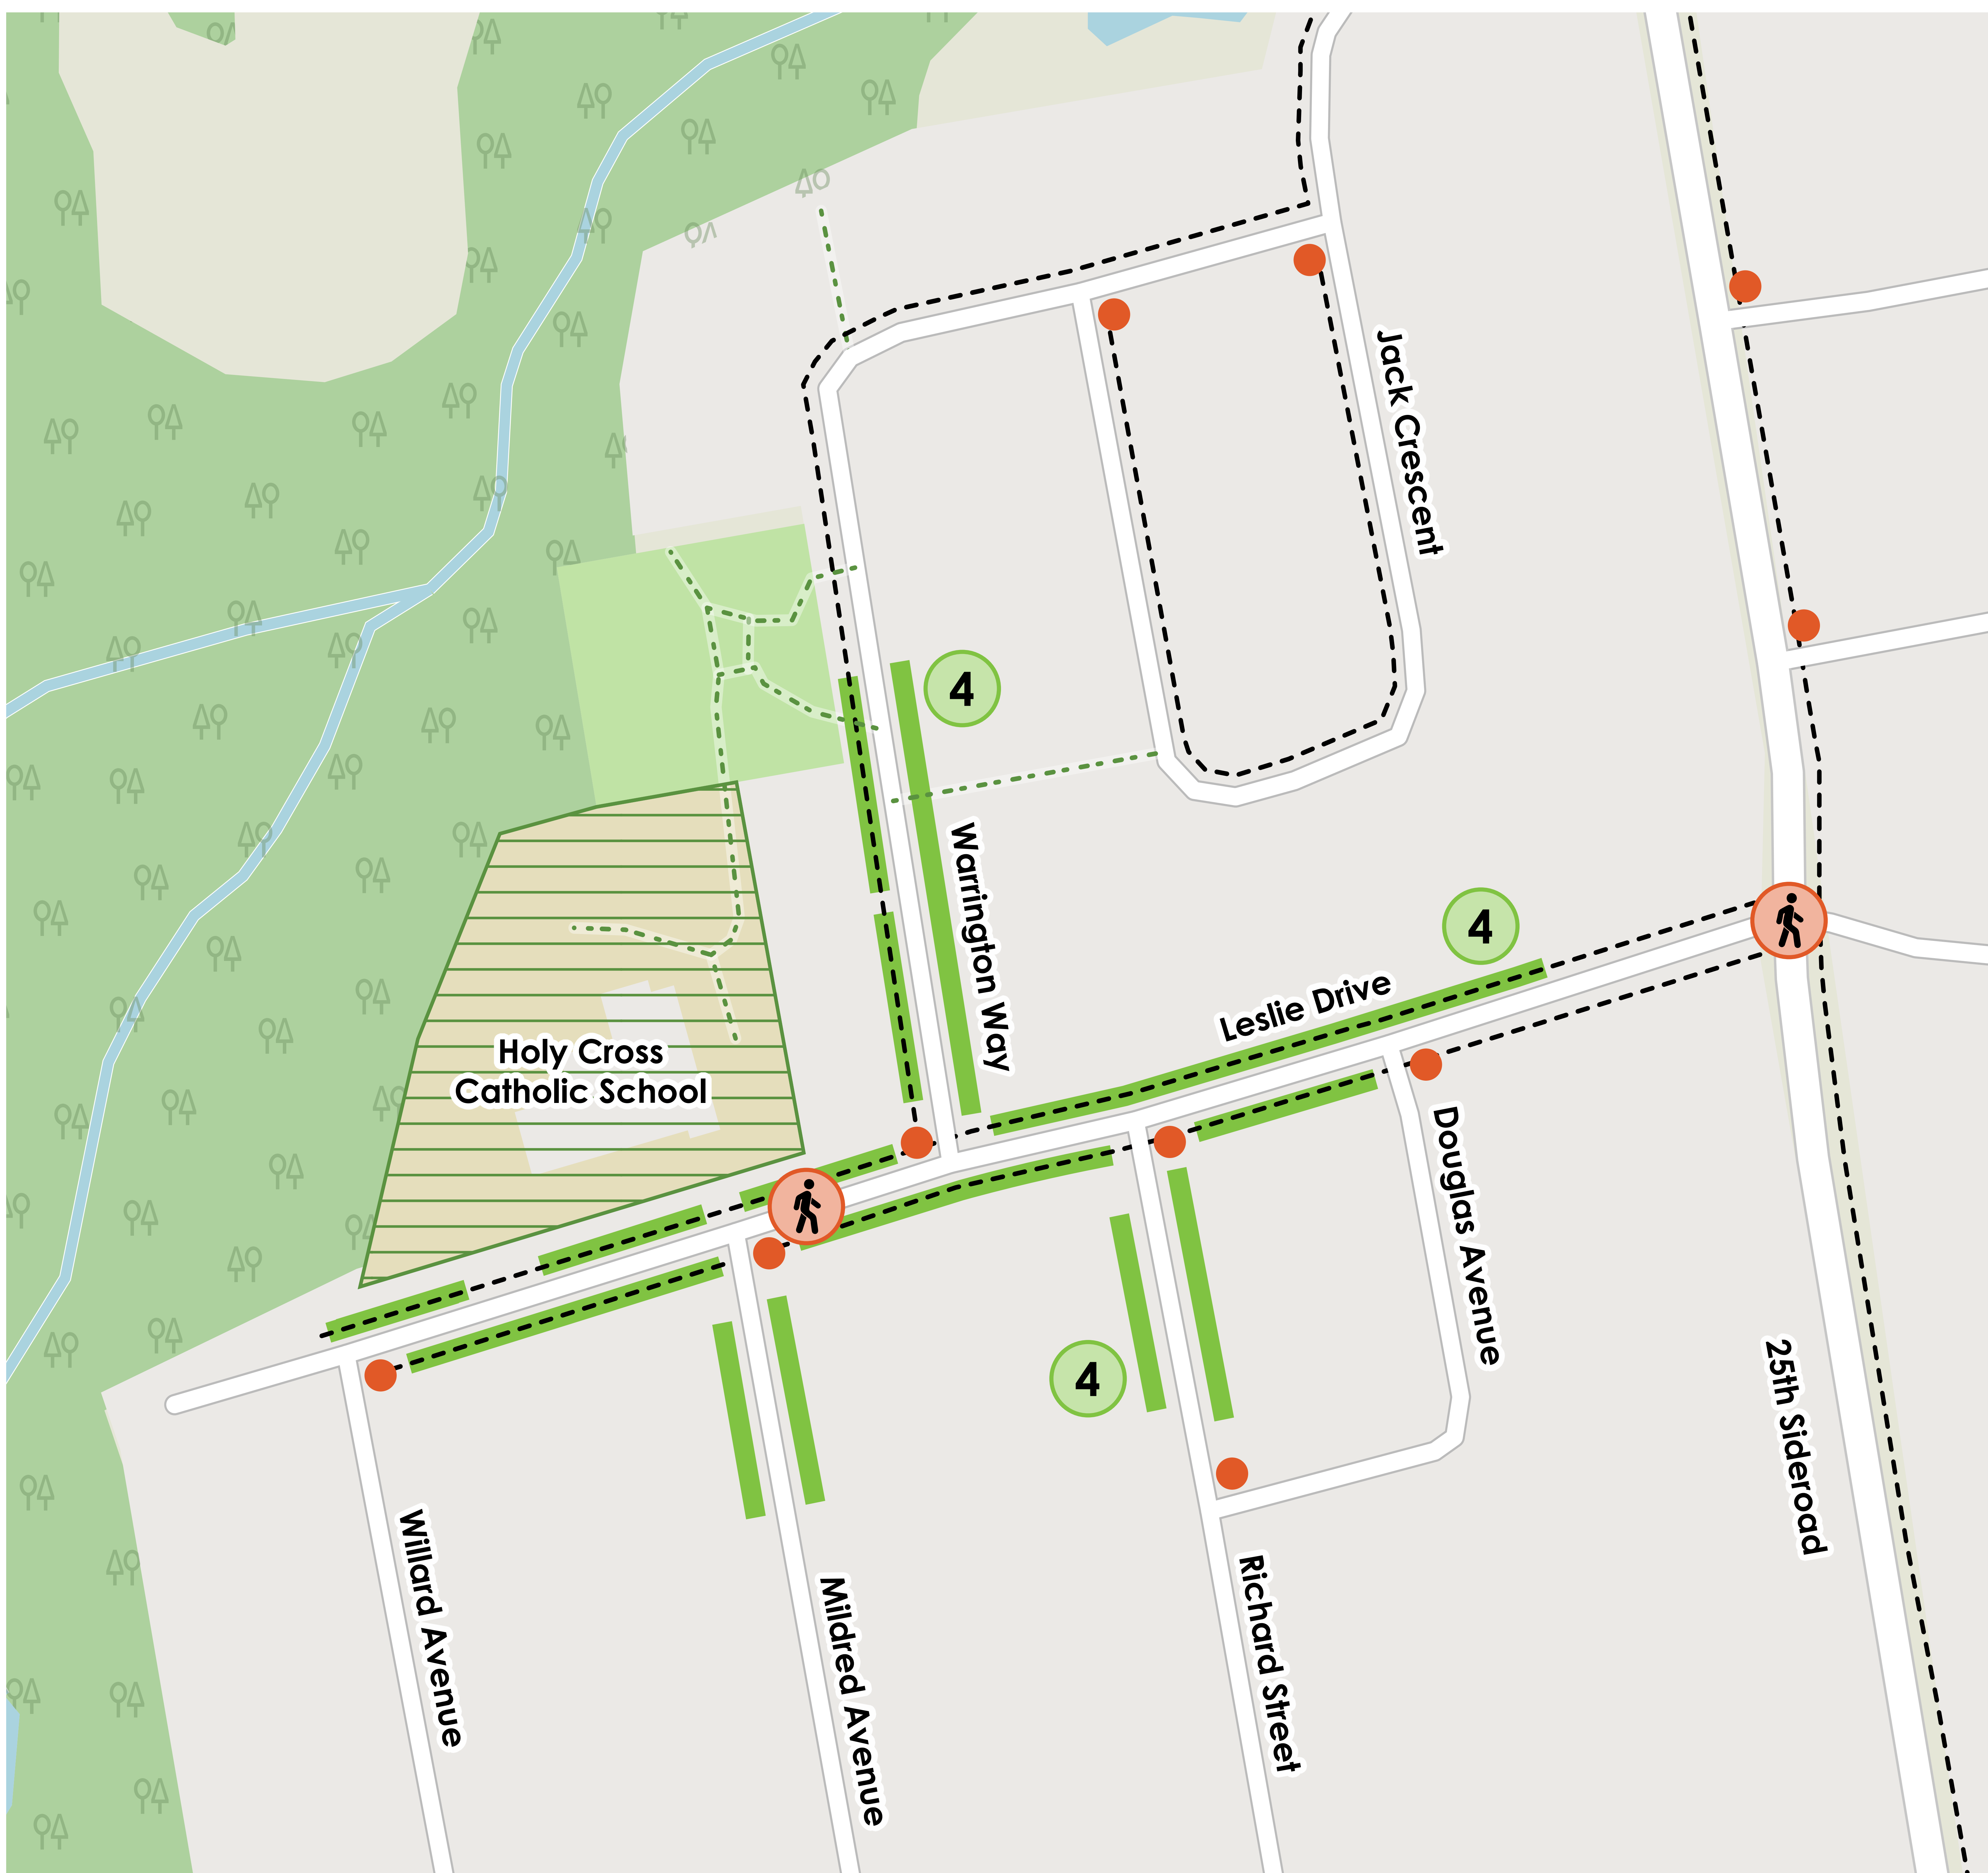 Jack Crescent
4
Warrington Way
4
Leslie Drive
Holy Cross
Catholic School
Douglas Avenue
4
25th Sideroad
Willard Avenue
Mildred Avenue
Richard Street